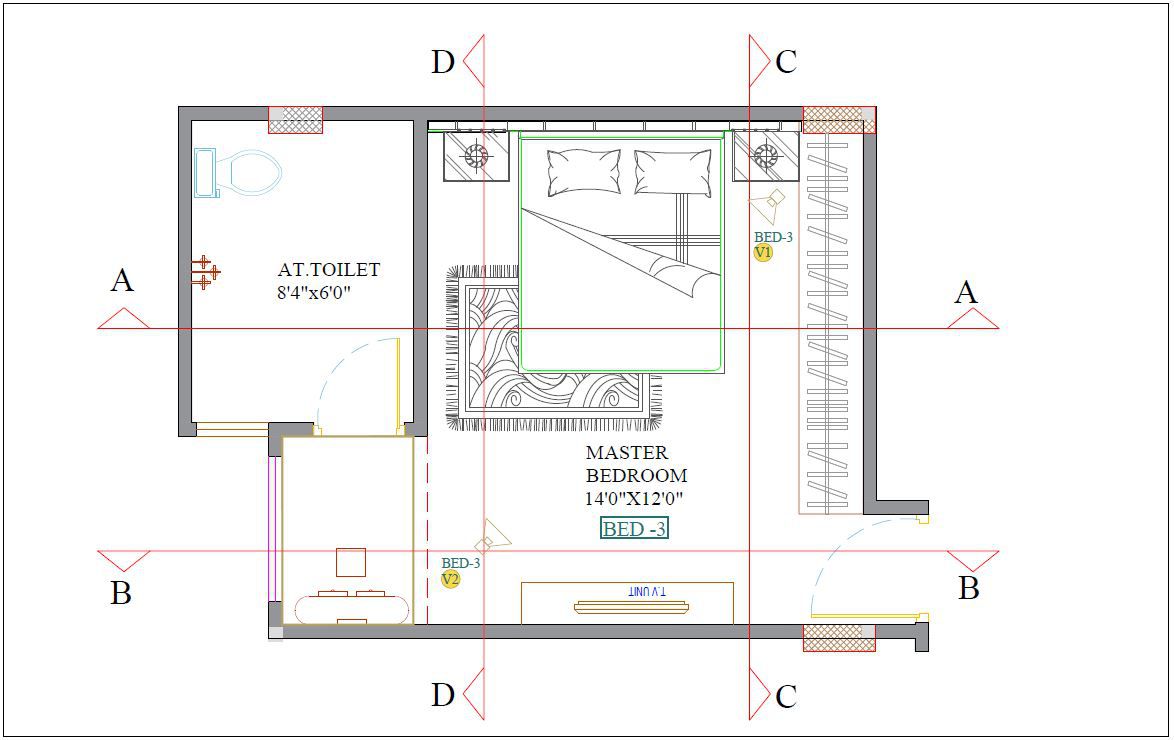 D
C
BED-3
V1
A
AT.TOILET
8'4"x6'0"
A
MASTER
BEDROOM
14'0"X12'0"
BED -3
BED-3
V2
B
T.V.UNIT
B
D
C